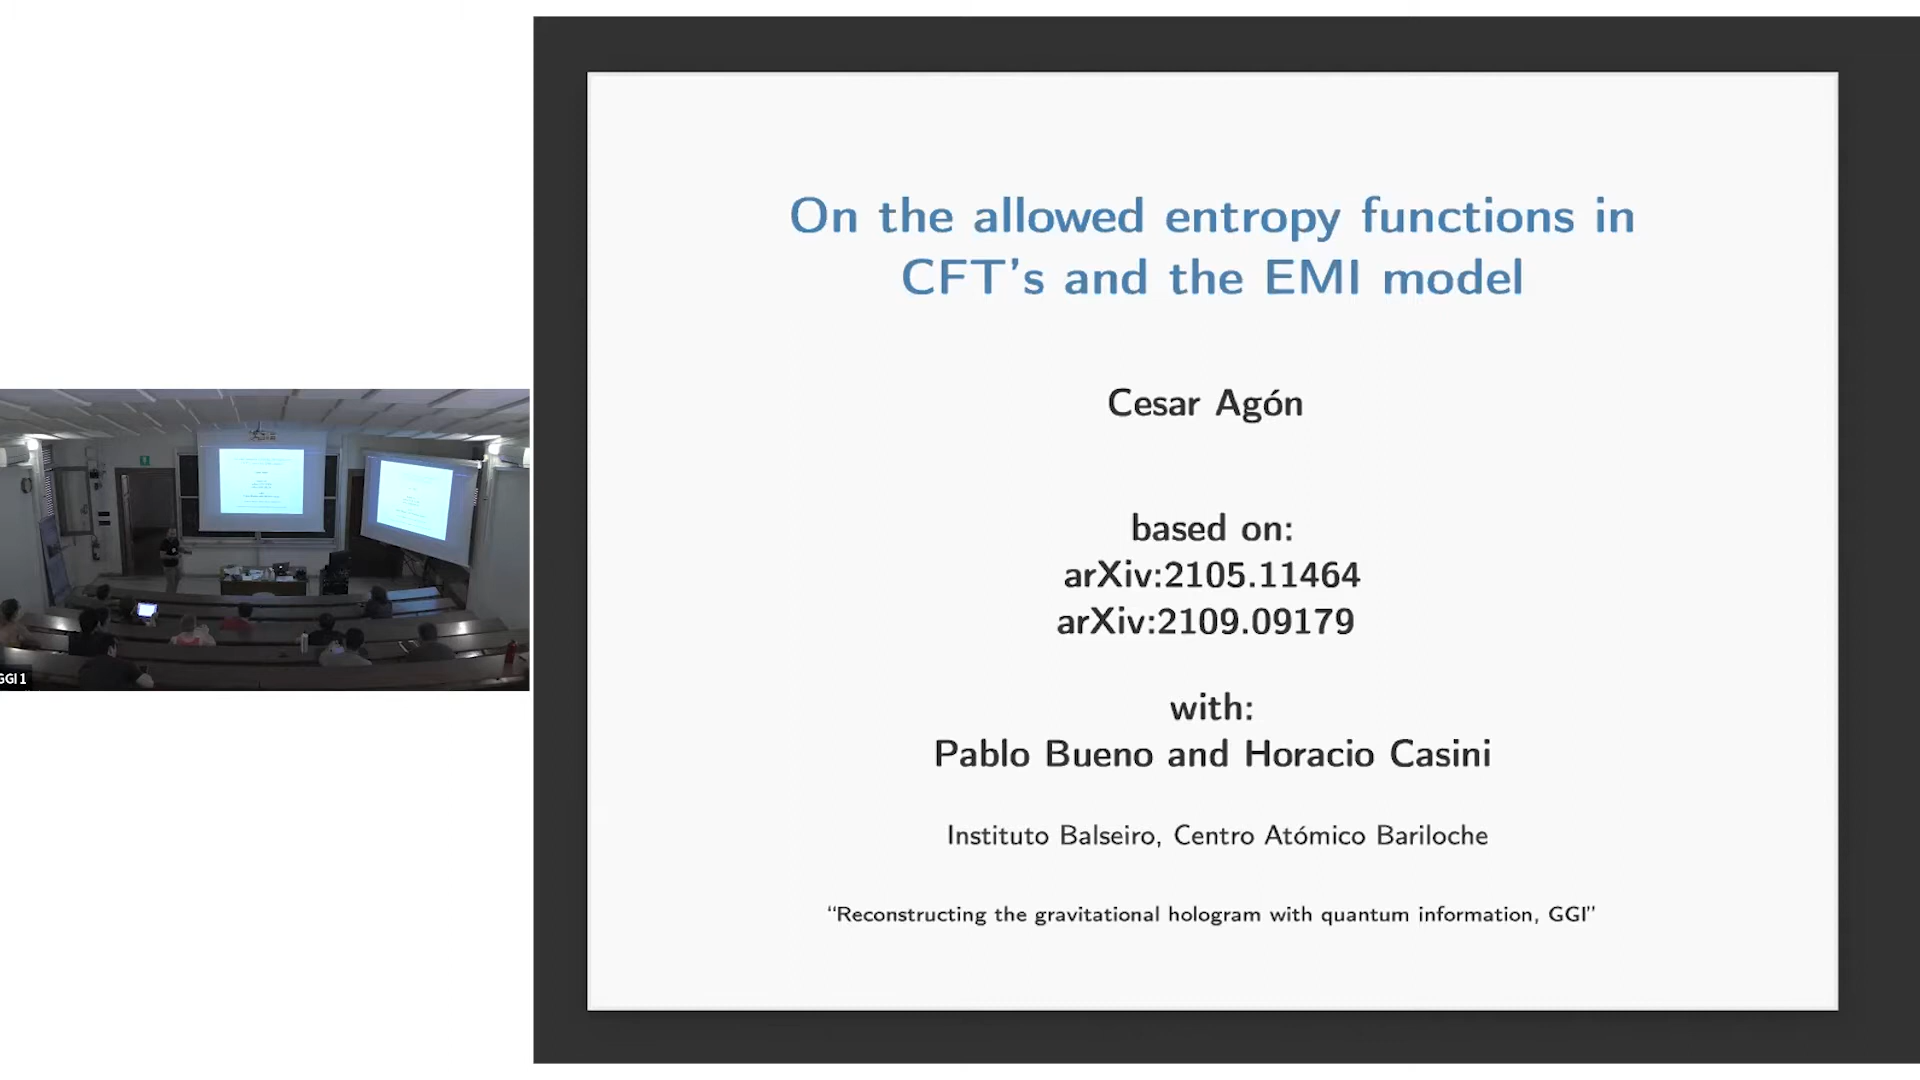 On the allowed entropy functions in
CFT's and the EMI model
Cesar Agón
based on:
arXiv:2105.11464
arXiv:2109.09179
with:
Pablo Bueno and Horacio Casini
Instituto Balseiro, Centro Atómico Bariloche
“Reconstructing the gravitational hologram with quantum information, GGI”
GGI 1